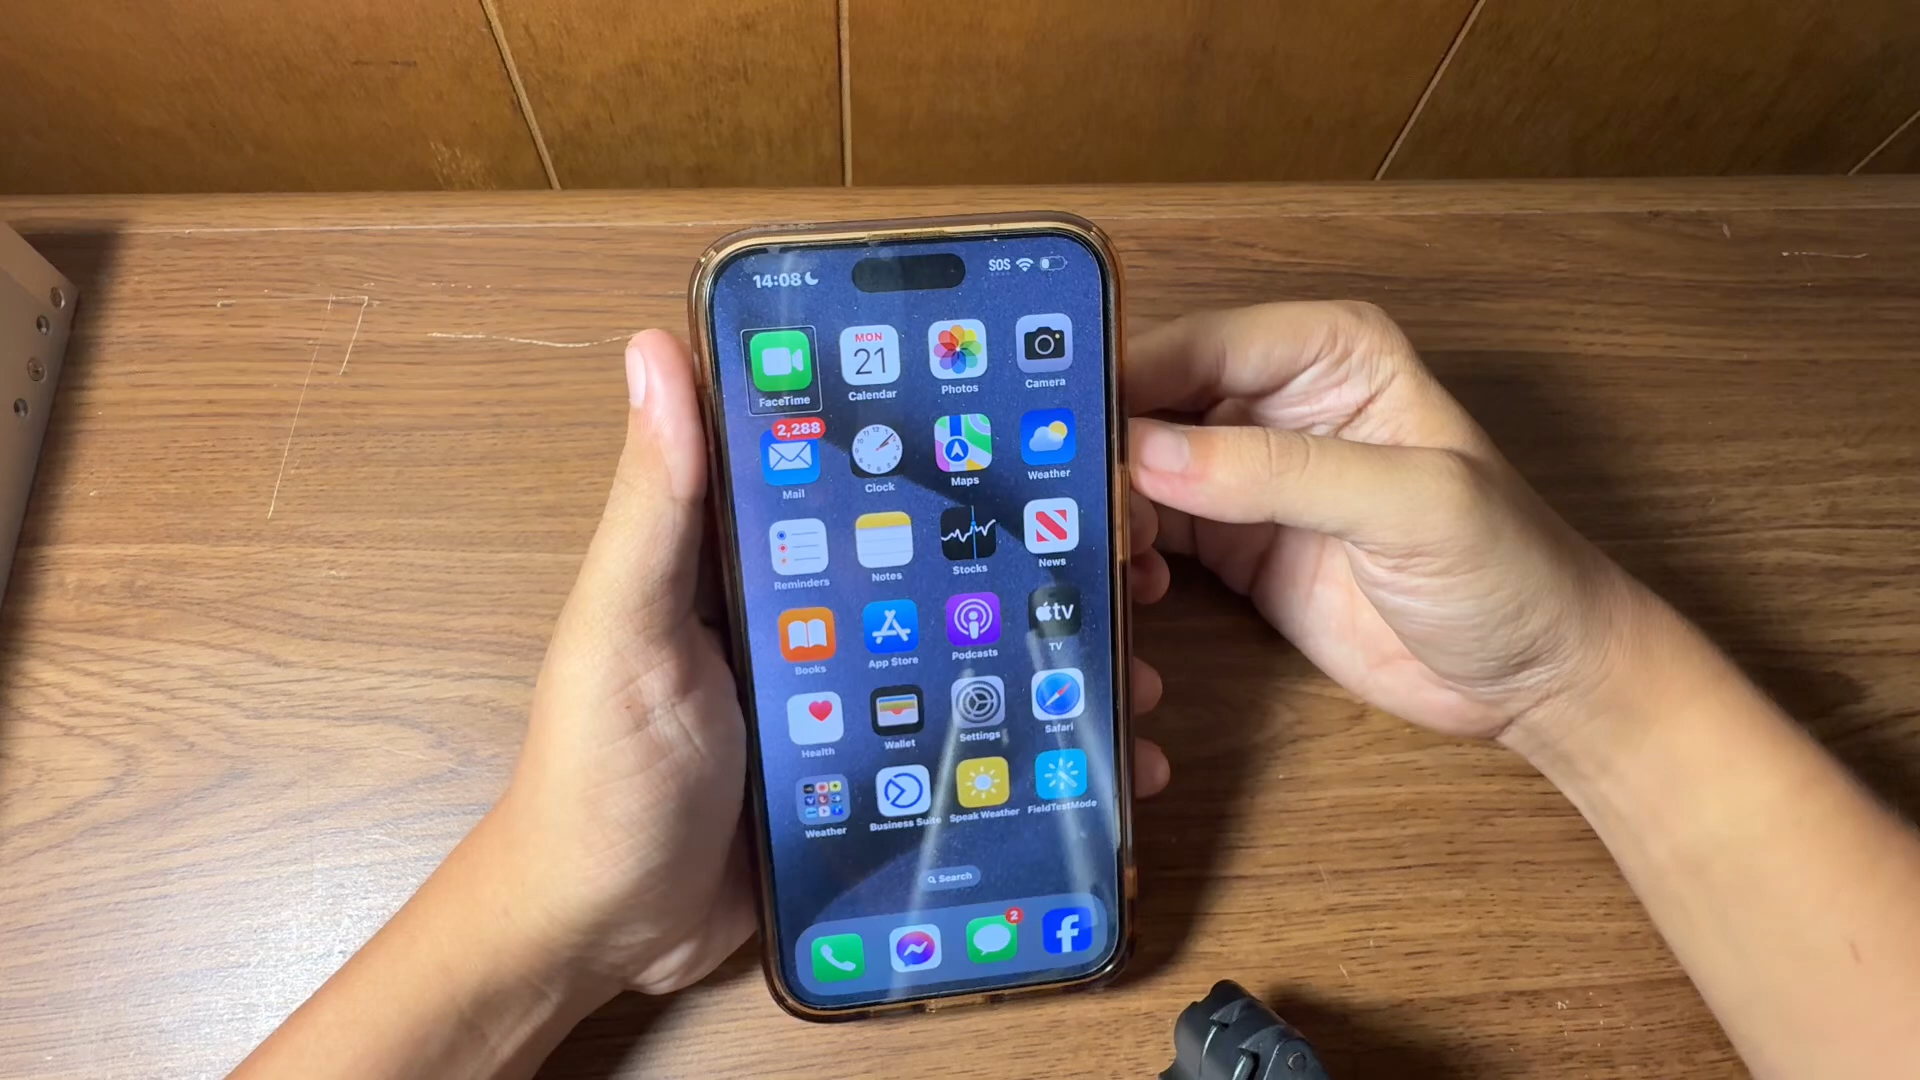 14:08 SOS
MON
21
FaceTime Calendar Photos Camera
2,288
Mail Clock Maps Weather
Reminders Notes Stocks News
tv
Books App Store Podcasts TV
Health Wallet Settings Safari
Weather Business Suite Speak Weather FieldTestMode
Search
2